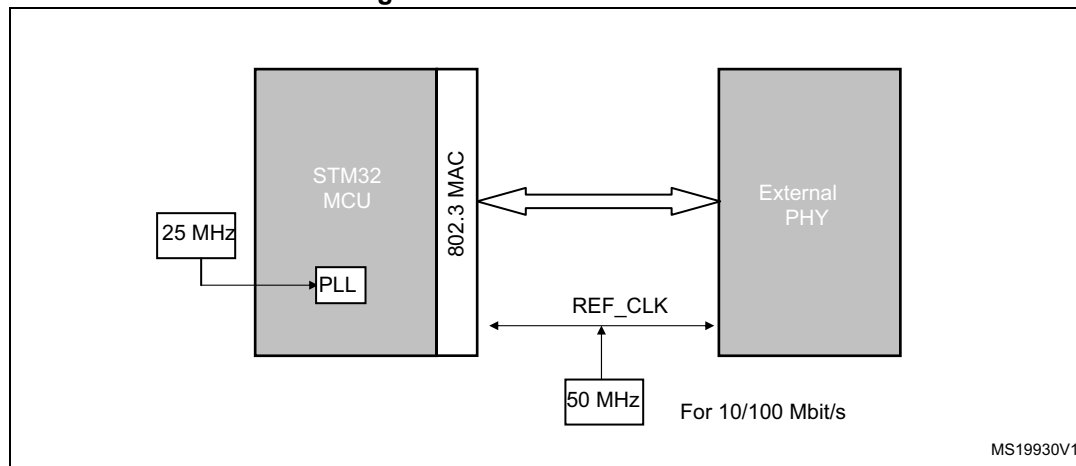 STM32
MCU
802.3 MAC
External
PHY
25 MHz
PLL
REF_CLK
50 MHz
For 10/100 Mbit/s
MS19930V1